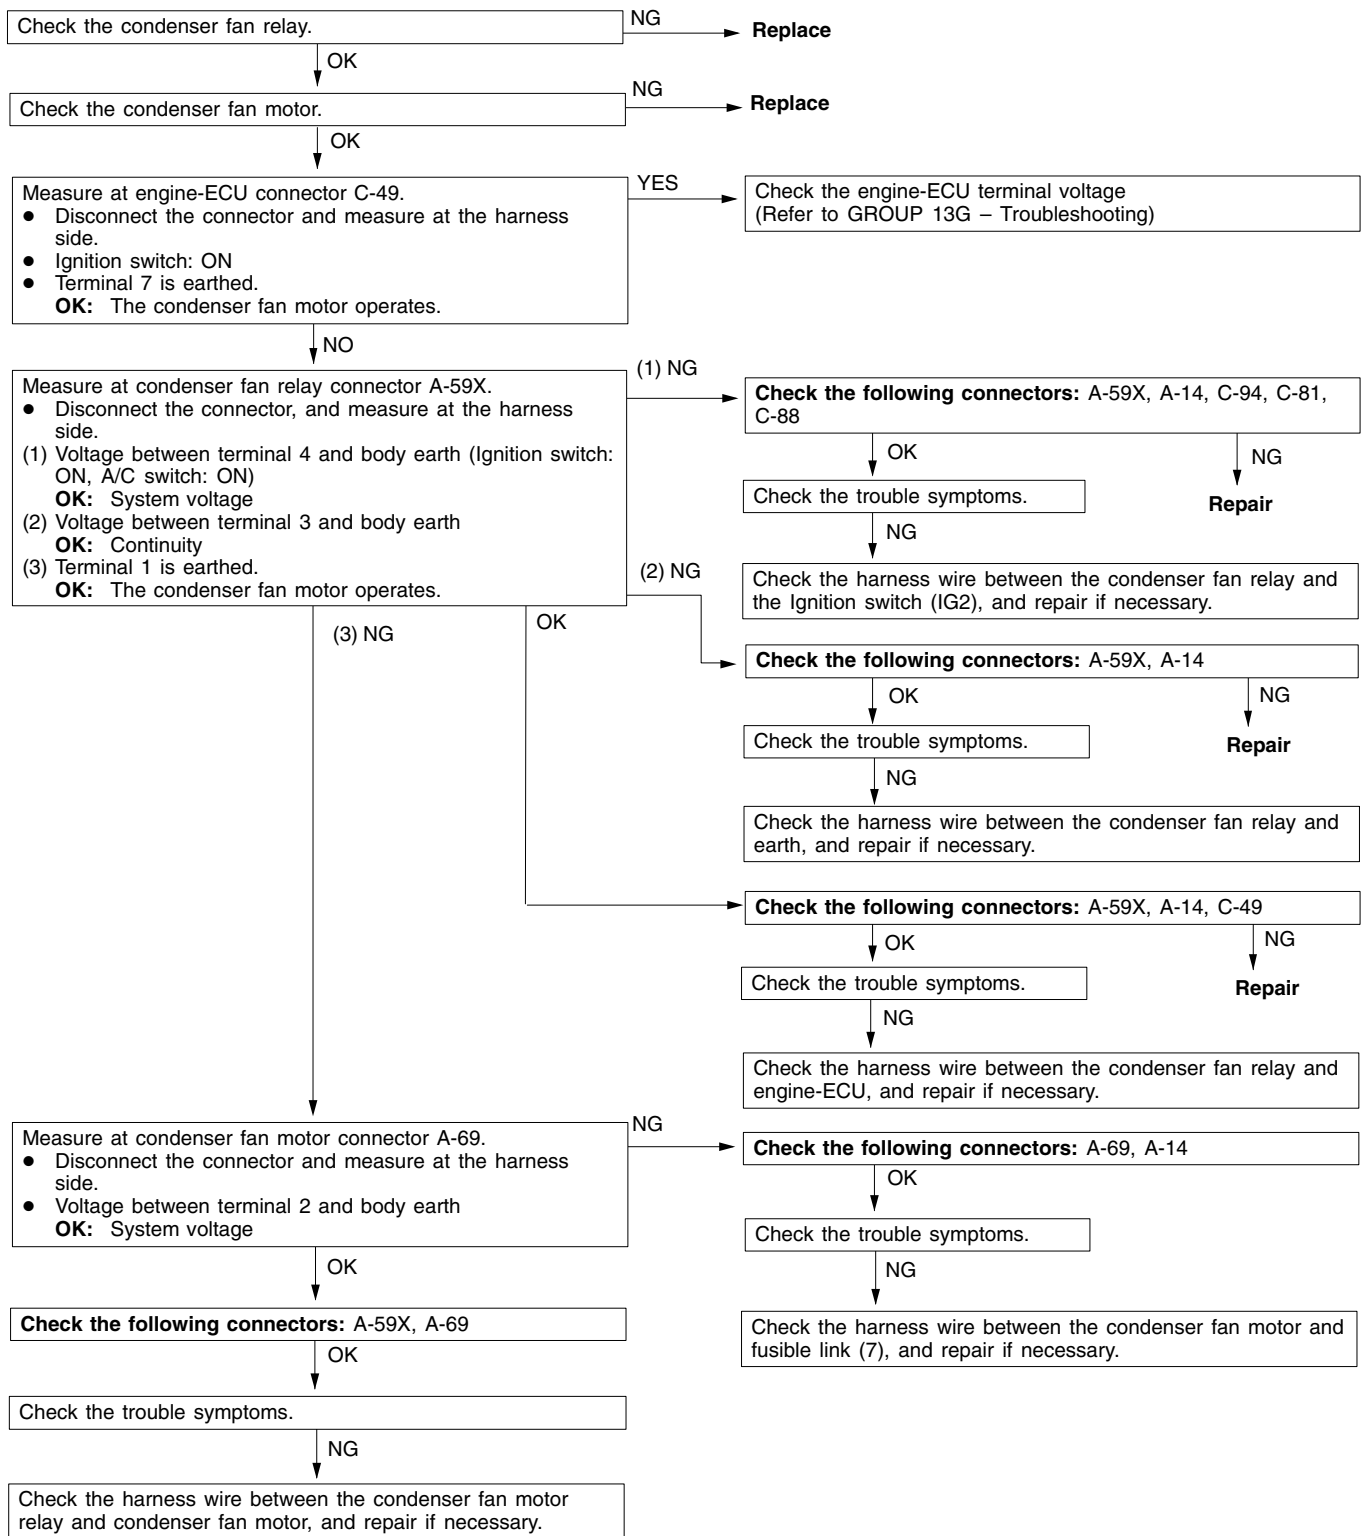 Check the condenser fan relay.
NG
Replace
OK
Check the condenser fan motor.
NG
Replace
OK
Measure at engine-ECU connector C-49.
● Disconnect the connector and measure at the harness
side.
● Ignition switch: ON
● Terminal 7 is earthed.
OK: The condenser fan motor operates.
YES
Check the engine-ECU terminal voltage
(Refer to GROUP 13G – Troubleshooting)
NO
Measure at condenser fan relay connector A-59X.
● Disconnect the connector, and measure at the harness
side.
(1) Voltage between terminal 4 and body earth (Ignition switch:
ON, A/C switch: ON)
OK: System voltage
(2) Voltage between terminal 3 and body earth
OK: Continuity
(3) Terminal 1 is earthed.
OK: The condenser fan motor operates.
(1) NG
Check the following connectors: A-59X, A-14, C-94, C-81,
C-88
OK
NG
Check the trouble symptoms.
Repair
NG
Check the harness wire between the condenser fan relay and
the Ignition switch (IG2), and repair if necessary.
(2) NG
Check the following connectors: A-59X, A-14
OK
NG
Check the trouble symptoms.
Repair
NG
Check the harness wire between the condenser fan relay and
earth, and repair if necessary.
OK
Check the following connectors: A-59X, A-14, C-49
OK
NG
Check the trouble symptoms.
Repair
NG
Check the harness wire between the condenser fan relay and
engine-ECU, and repair if necessary.
(3) NG
Measure at condenser fan motor connector A-69.
● Disconnect the connector and measure at the harness
side.
● Voltage between terminal 2 and body earth
OK: System voltage
NG
Check the following connectors: A-69, A-14
OK
Check the trouble symptoms.
NG
Check the harness wire between the condenser fan motor and
fusible link (7), and repair if necessary.
OK
Check the following connectors: A-59X, A-69
OK
Check the trouble symptoms.
NG
Check the harness wire between the condenser fan motor
relay and condenser fan motor, and repair if necessary.